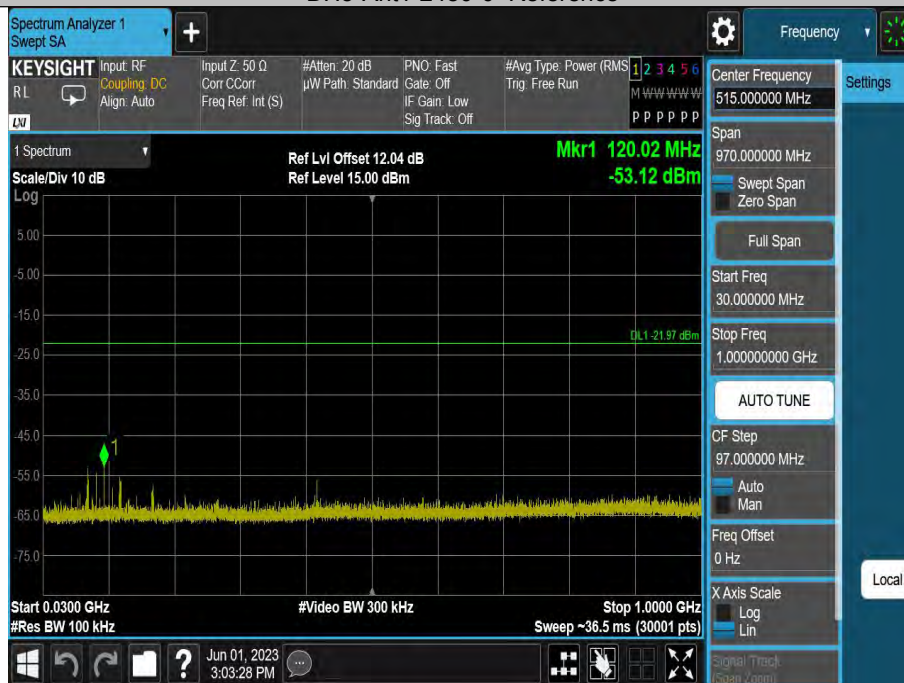 Spectrum Analyzer 1
Swept SA
Frequency
KEYSIGHT
RL
LXI
Input: RF
Coupling: DC
Align: Auto
Input Z: 50 Ω
Corr CCorr
Freq Ref: Int (S)
#Atten: 20 dB
µW Path: Standard
PNO: Fast
Gate: Off
IF Gain: Low
Sig Track: Off
#Avg Type: Power (RMS
Trig: Free Run
1 2 3 4 5 6
M W W W W W
P P P P P P
1 Spectrum
Scale/Div 10 dB
Log
Ref Lvl Offset 12.04 dB
Ref Level 15.00 dBm
Mkr1 120.02 MHz
-53.12 dBm
5.00
-5.00
-15.0
DL1 -21.97 dBm
-25.0
-35.0
-45.0
1
-55.0
-65.0
-75.0
Start 0.0300 GHz
#Res BW 100 kHz
#Video BW 300 kHz
Stop 1.0000 GHz
Sweep ~36.5 ms (30001 pts)
Center Frequency
515.000000 MHz
Settings
Span
970.000000 MHz
Swept Span
Zero Span
Full Span
Start Freq
30.000000 MHz
Stop Freq
1.000000000 GHz
AUTO TUNE
CF Step
97.000000 MHz
Auto
Man
Freq Offset
0 Hz
X Axis Scale
Log
Lin
Local
Signal Track
(Span Zoom)
?
Jun 01, 2023
3:03:28 PM